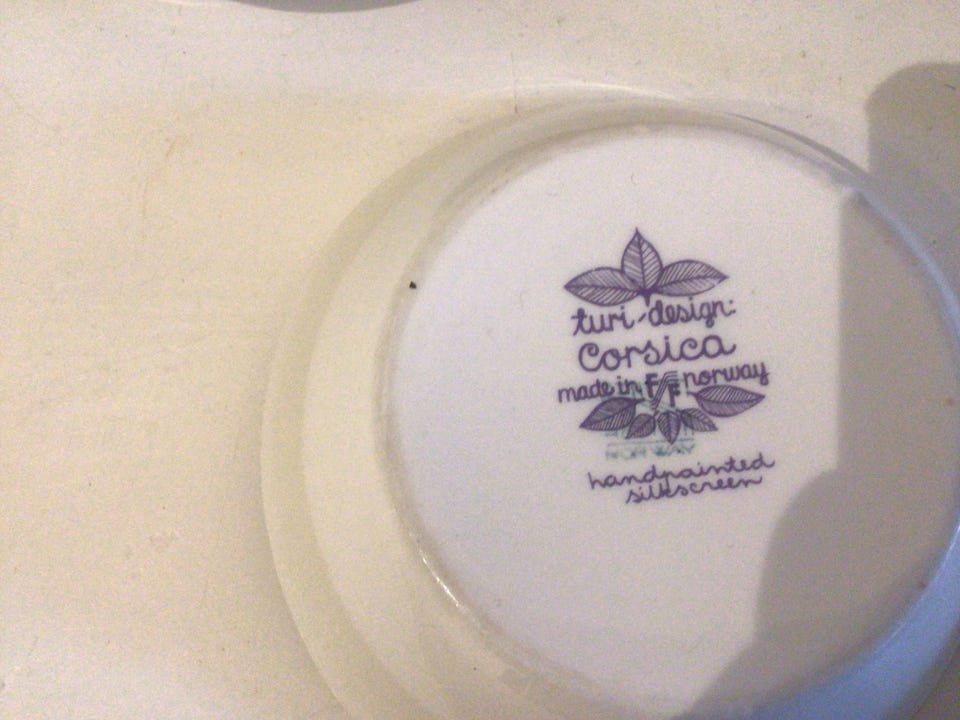 turi-design:
Corsica
made in F/F norway
NORWAY
handpainted
silkscreen